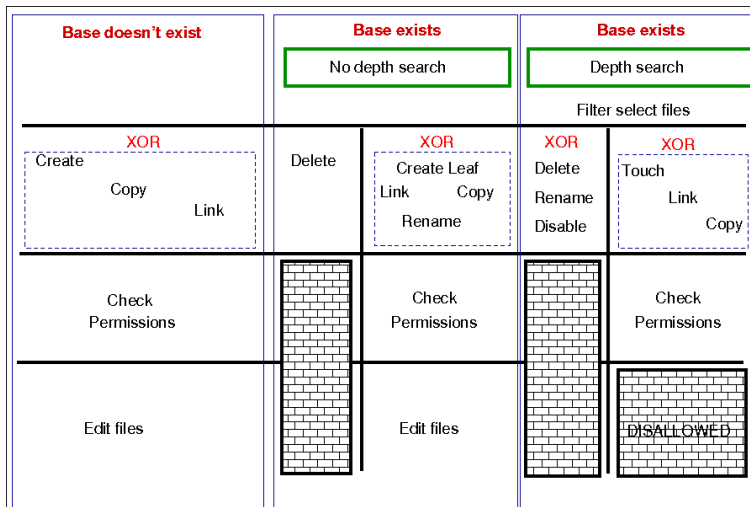 Base doesn't exist
Base exists
Base exists
No depth search
Depth search
Filter select files
XOR
Create
Copy
Link
Delete
XOR
Create Leaf
Link Copy
Rename
XOR
Delete
Rename
Disable
XOR
Touch
Link
Copy
Check
Permissions
Check
Permissions
Check
Permissions
Edit files
Edit files
DISALLOWED